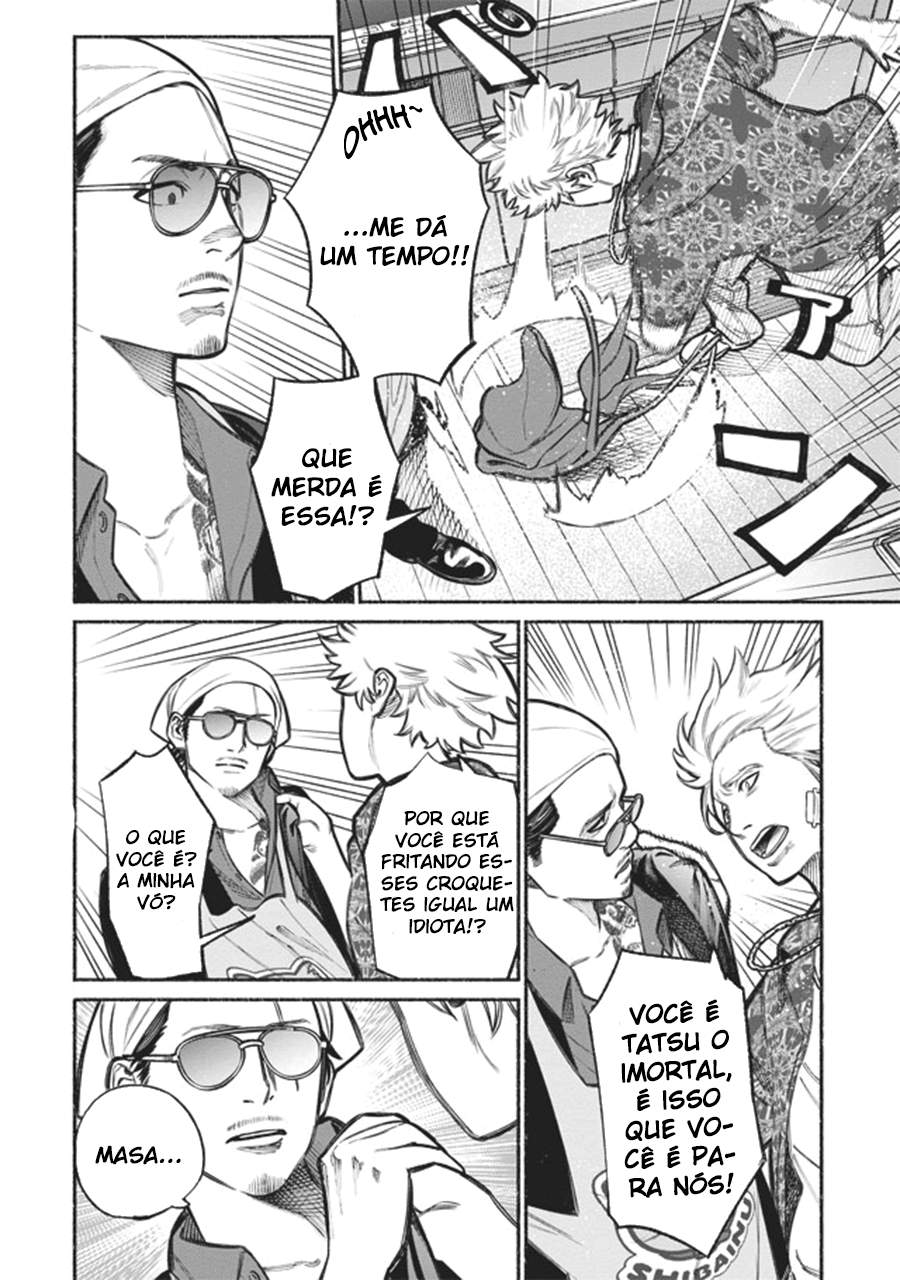 OHHH~
...ME DÁ
UM TEMPO!!
QUE
MERDA É
ESSA!?
ア
VOCÊ É
TATSU O
IMORTAL,
É ISSO
QUE VO-
CÊ É PA-
RA NÓS!
SHIBAINU
POR QUE
VOCÊ ESTÁ
FRITANDO ES-
SES CROQUE-
TES IGUAL UM
IDIOTA!?
O QUE
VOCÊ É?
A MINHA
VÓ?
MASA...